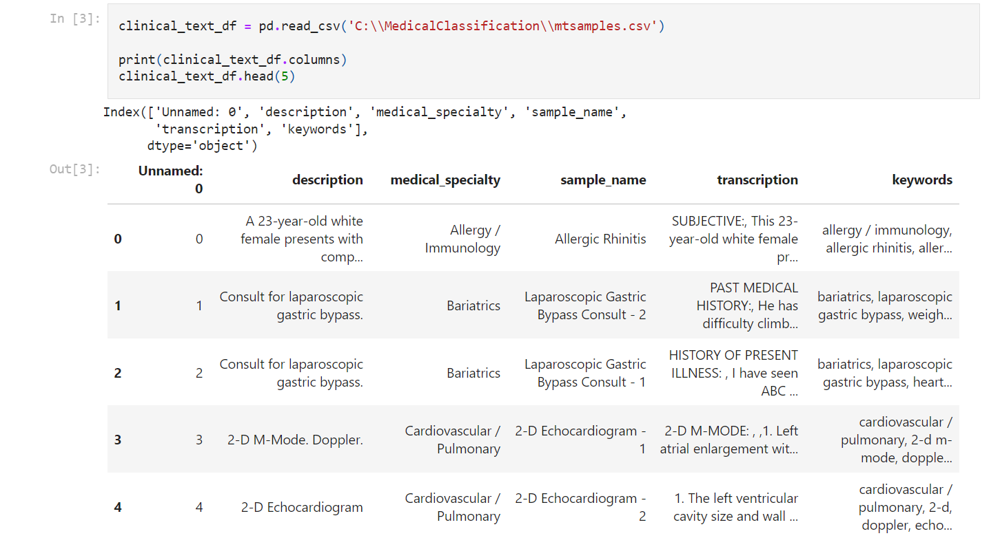 In [3]:
clinical_text_df = pd.read_csv('C:\\MedicalClassification\\mtsamples.csv')
print(clinical_text_df.columns)
clinical_text_df.head(5)
Index(['Unnamed: 0', 'description', 'medical_specialty', 'sample_name',
'transcription', 'keywords'],
dtype='object')
Out[3]:
Unnamed:
0
description
medical_specialty
sample_name
transcription
keywords
0
0
A 23-year-old white
female presents with
comp...
Allergy /
Immunology
Allergic Rhinitis
SUBJECTIVE:, This 23-
year-old white female
pr...
allergy / immunology,
allergic rhinitis, aller...
1
1
Consult for laparoscopic
gastric bypass.
Bariatrics
Laparoscopic Gastric
Bypass Consult - 2
PAST MEDICAL
HISTORY:, He has
difficulty climb...
bariatrics, laparoscopic
gastric bypass, weigh...
2
2
Consult for laparoscopic
gastric bypass.
Bariatrics
Laparoscopic Gastric
Bypass Consult - 1
HISTORY OF PRESENT
ILLNESS: , I have seen
ABC ...
bariatrics, laparoscopic
gastric bypass, heart...
3
3
2-D M-Mode. Doppler.
Cardiovascular /
Pulmonary
2-D Echocardiogram -
1
2-D M-MODE: , ,1. Left
atrial enlargement wit...
cardiovascular /
pulmonary, 2-d m-
mode, dopple...
4
4
2-D Echocardiogram
Cardiovascular /
Pulmonary
2-D Echocardiogram -
2
1. The left ventricular
cavity size and wall ...
cardiovascular /
pulmonary, 2-d,
doppler, echo...